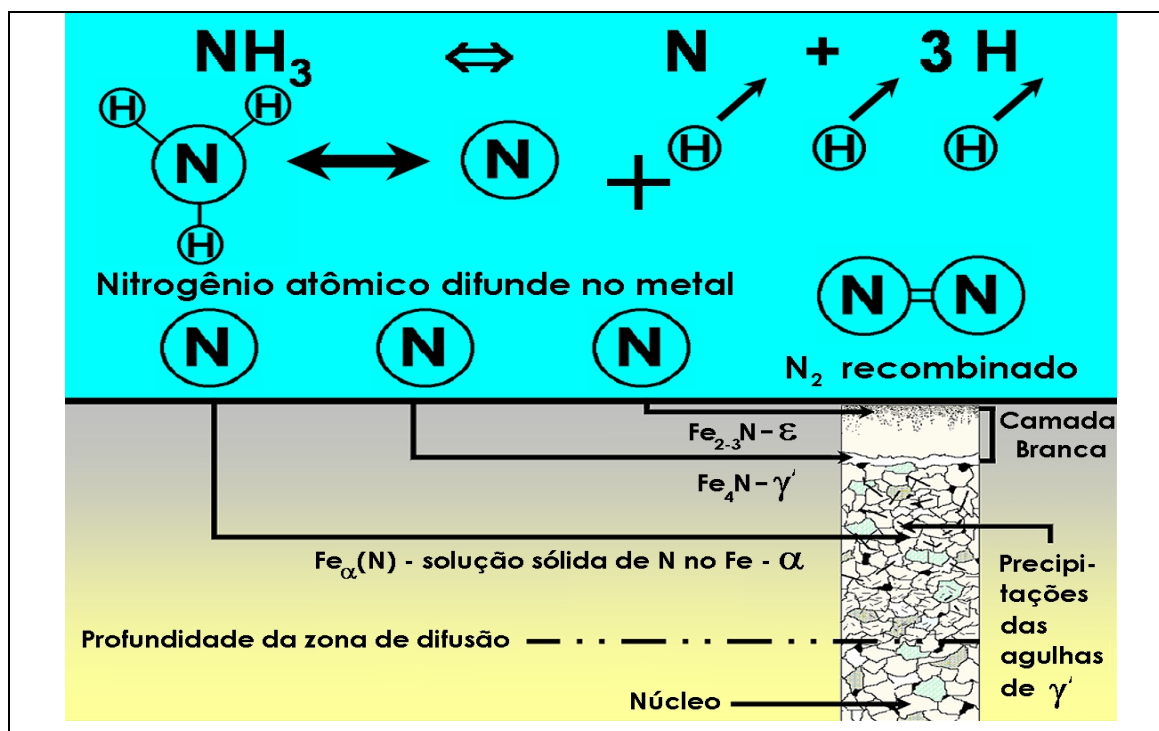 NH₃ ⇔ N + 3 H
H H H H H
N ↔ N +
H
Nitrogênio atômico difunde no metal
N N N N=N
N₂ recombinado
Camada
Branca
Fe₂₋₃N – ε
Fe₄N – γ′
Feα(N) - solução sólida de N no Fe - α
Precipi-
tações
das
agulhas
de γ′
Profundidade da zona de difusão
Núcleo